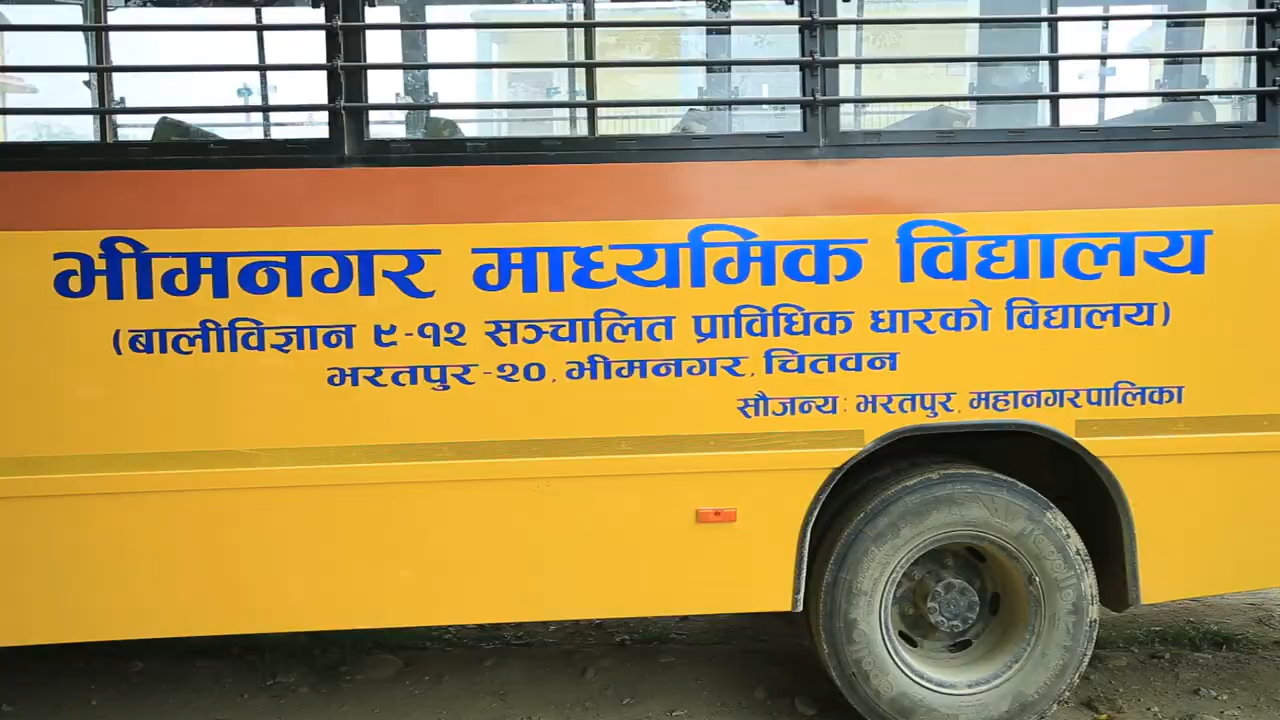 भीमनगर माध्यमिक विद्यालय
(बालीविज्ञान ९-१२ सञ्चालित प्राविधिक धारको विद्यालय)
भरतपुर-२०, भीमनगर, चितवन
सौजन्य: भरतपुर, महानगरपालिका